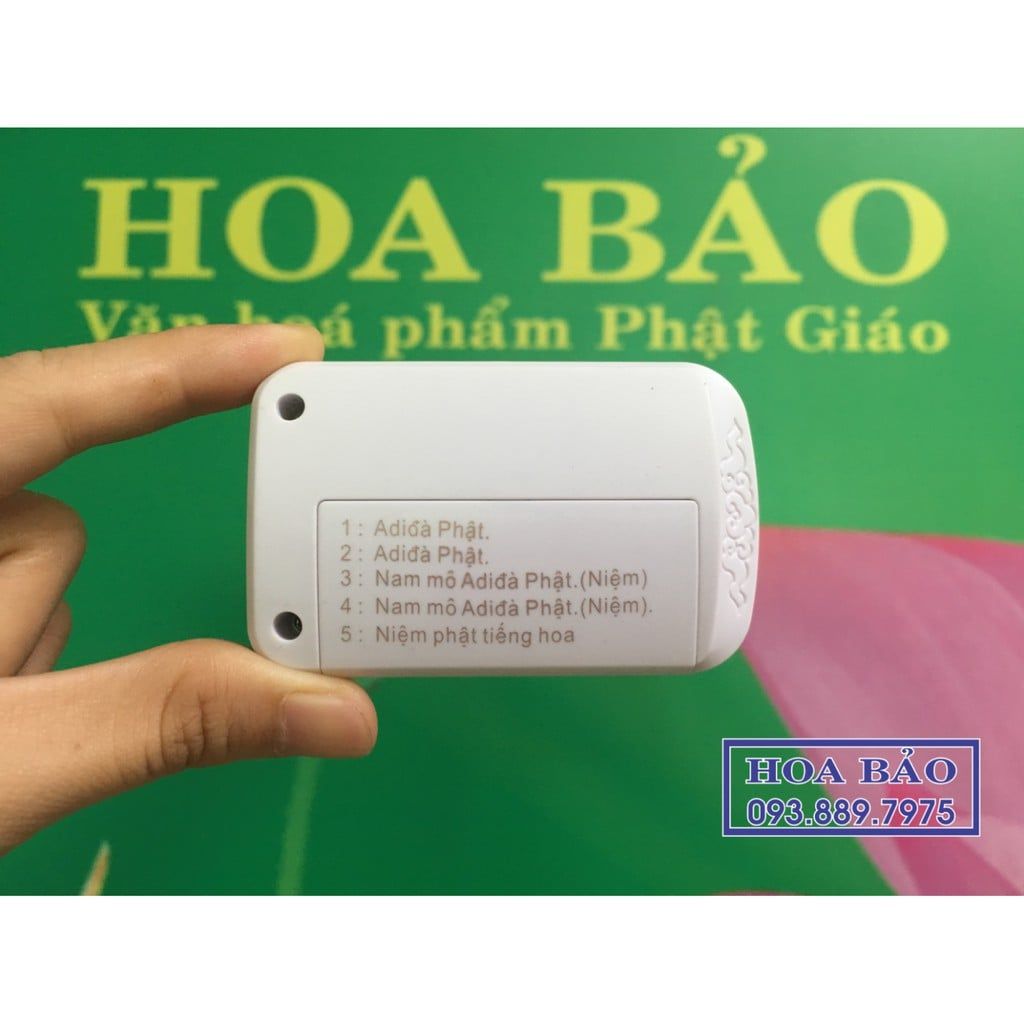 HOA BẢO
Văn hoá phẩm Phật Giáo
1 : Adiđà Phật.
2 : Adiđà Phật.
3 : Nam mô Adiđà Phật.(Niệm)
4 : Nam mô Adiđà Phật.(Niệm).
5 : Niệm phật tiếng hoa
HOA BẢO
093.889.7975